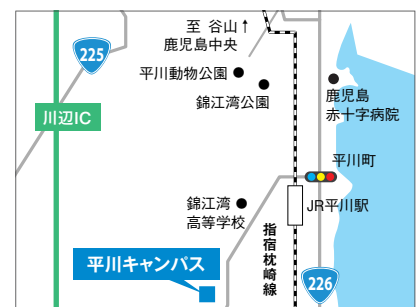 至 谷山↑
鹿児島中央
225
平川動物公園
錦江湾公園
鹿児島
赤十字病院
川辺IC
平川町
錦江湾
高等学校
JR平川駅
指宿枕崎線
平川キャンパス
226